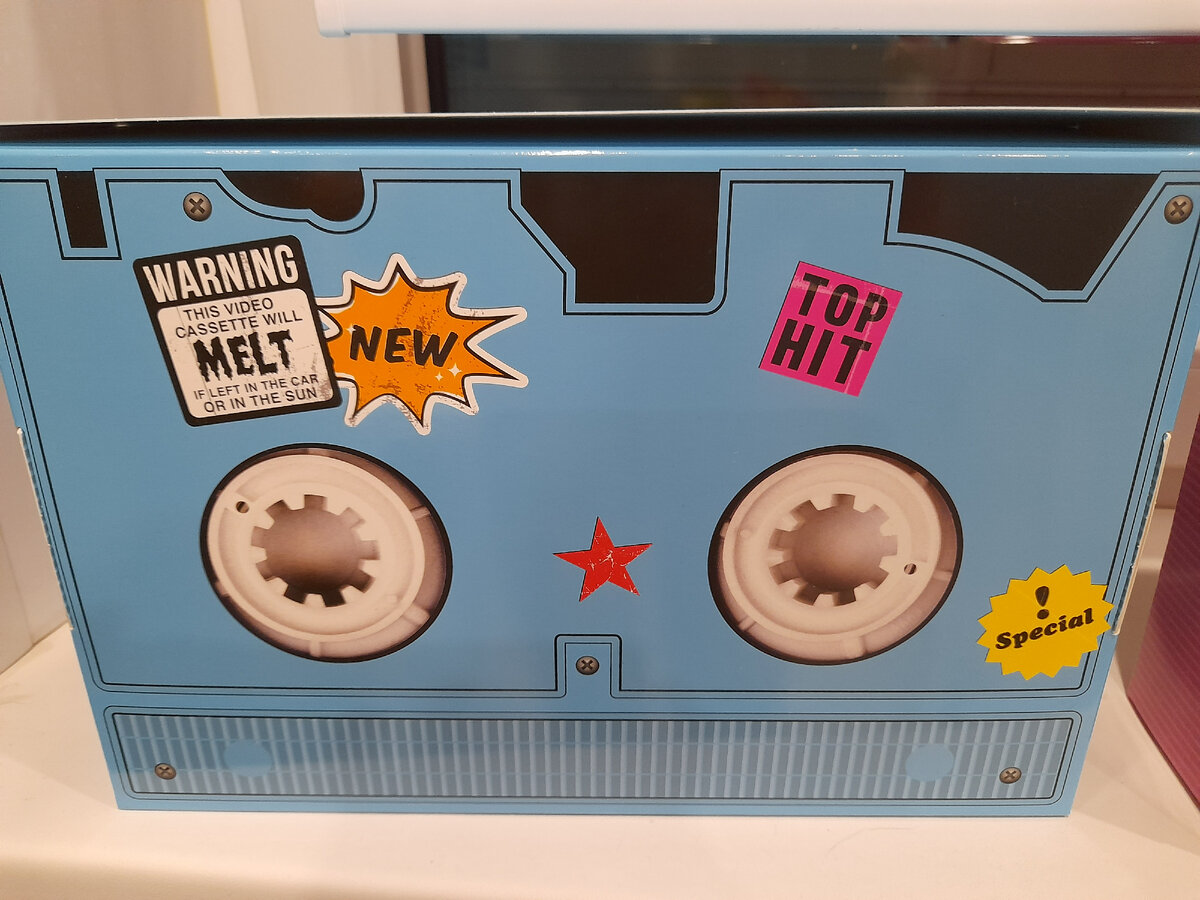 WARNING
THIS VIDEO
CASSETTE WILL
MELT
IF LEFT IN THE CAR
OR IN THE SUN
NEW
TOP
HIT
!
Special